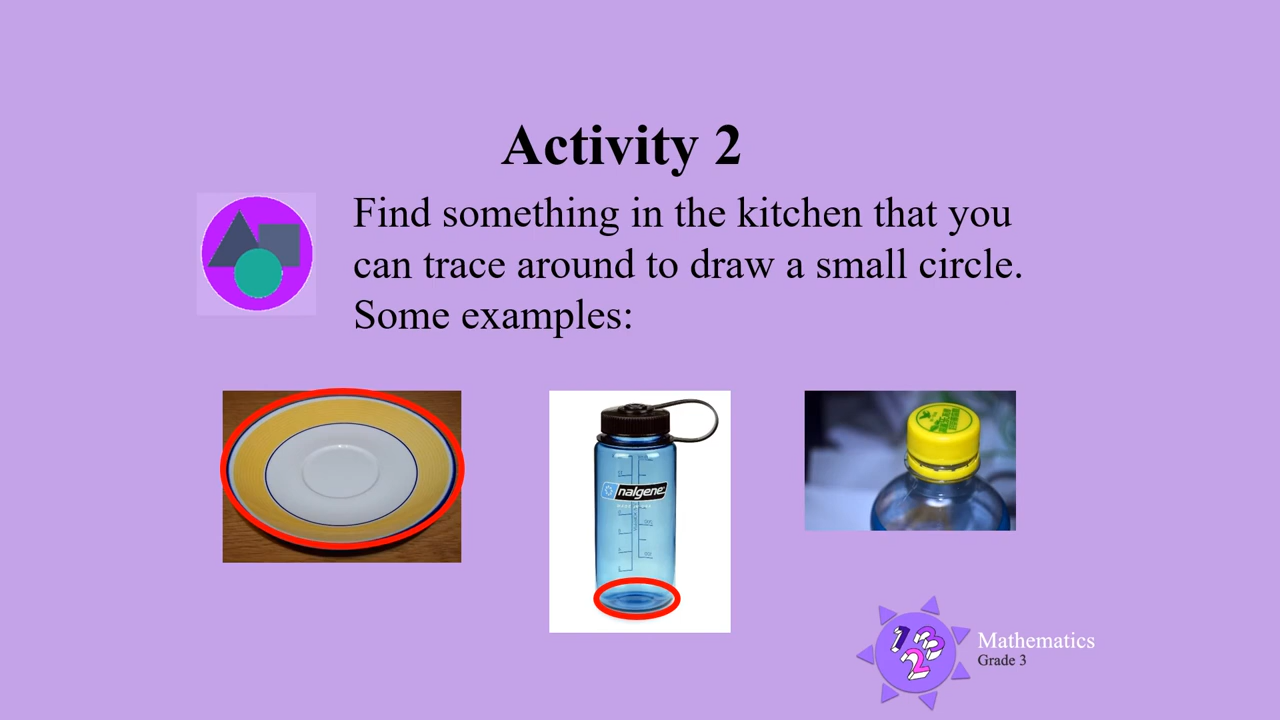 Activity 2
Find something in the kitchen that you
can trace around to draw a small circle.
Some examples:
nalgene
123
Mathematics
Grade 3